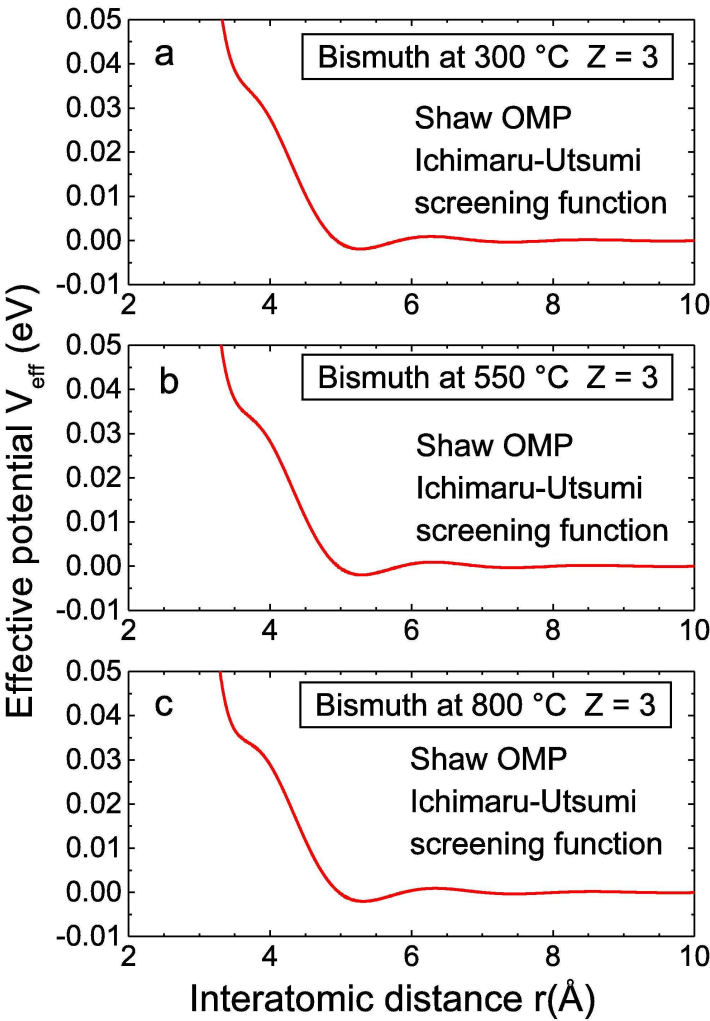 Effective potential V_eff (eV)
0.05
0.04
0.03
0.02
0.01
0.00
-0.01
a
Bismuth at 300 °C Z = 3
Shaw OMP
Ichimaru-Utsumi
screening function
2
4
6
8
10
0.05
0.04
0.03
0.02
0.01
0.00
-0.01
b
Bismuth at 550 °C Z = 3
Shaw OMP
Ichimaru-Utsumi
screening function
2
4
6
8
10
0.05
0.04
0.03
0.02
0.01
0.00
-0.01
c
Bismuth at 800 °C Z = 3
Shaw OMP
Ichimaru-Utsumi
screening function
2
4
6
8
10
Interatomic distance r(Å)